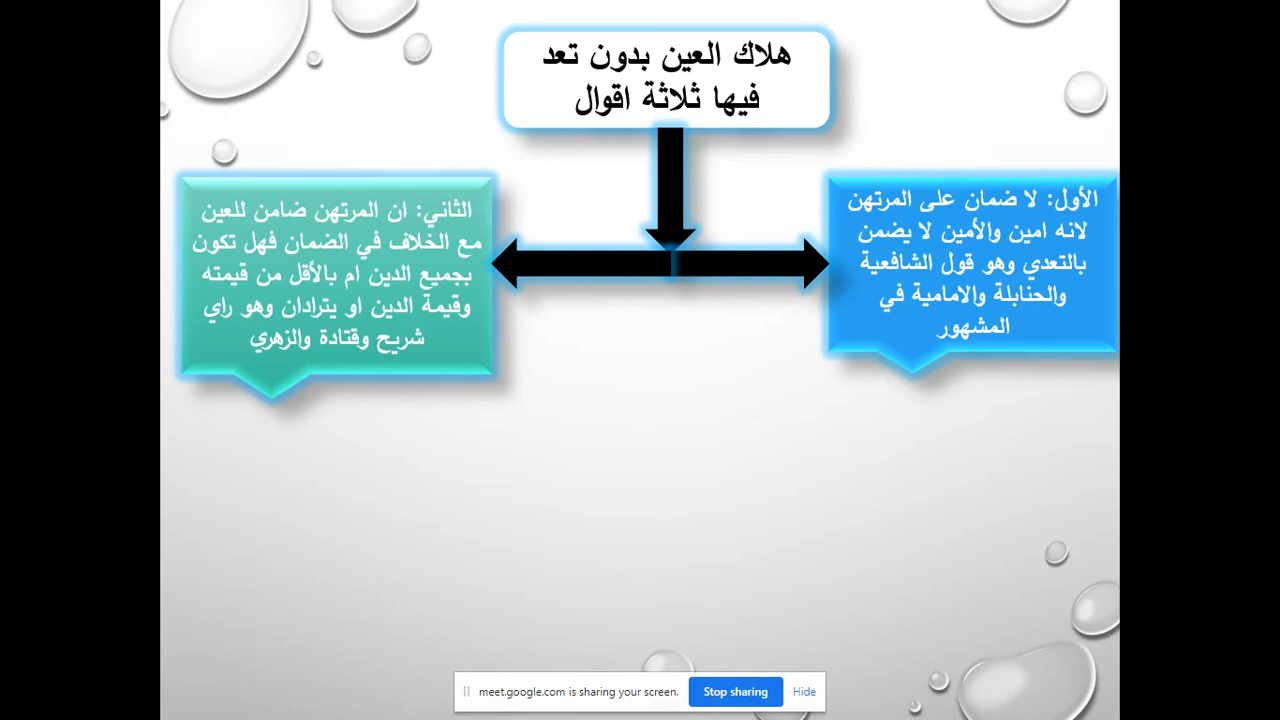 هلاك العين بدون تعد
فيها ثلاثة اقوال
الأول: لا ضمان على المرتهن
لانه امين والأمين لا يضمن
بالتعدي وهو قول الشافعية
والحنابلة والامامية في
المشهور
الثاني: ان المرتهن ضامن للعين
مع الخلاف في الضمان فهل تكون
بجميع الدين ام بالأقل من قيمته
وقيمة الدين او يترادان وهو راي
شريح وقتادة والزهري
meet.google.com is sharing your screen. Stop sharing Hide